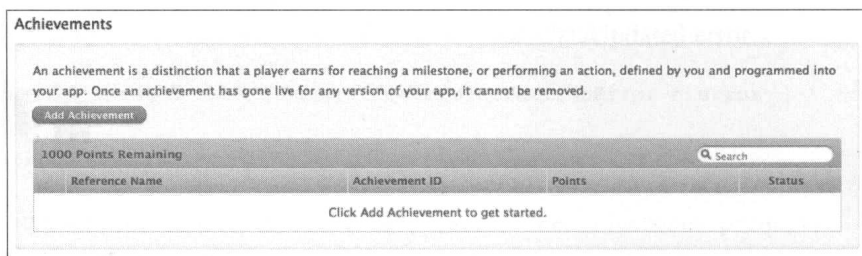 Achievements
An achievement is a distinction that a player earns for reaching a milestone, or performing an action, defined by you and programmed into
your app. Once an achievement has gone live for any version of your app, it cannot be removed.
Add Achievement
1000 Points Remaining
Search
Reference Name Achievement ID Points Status
Click Add Achievement to get started.